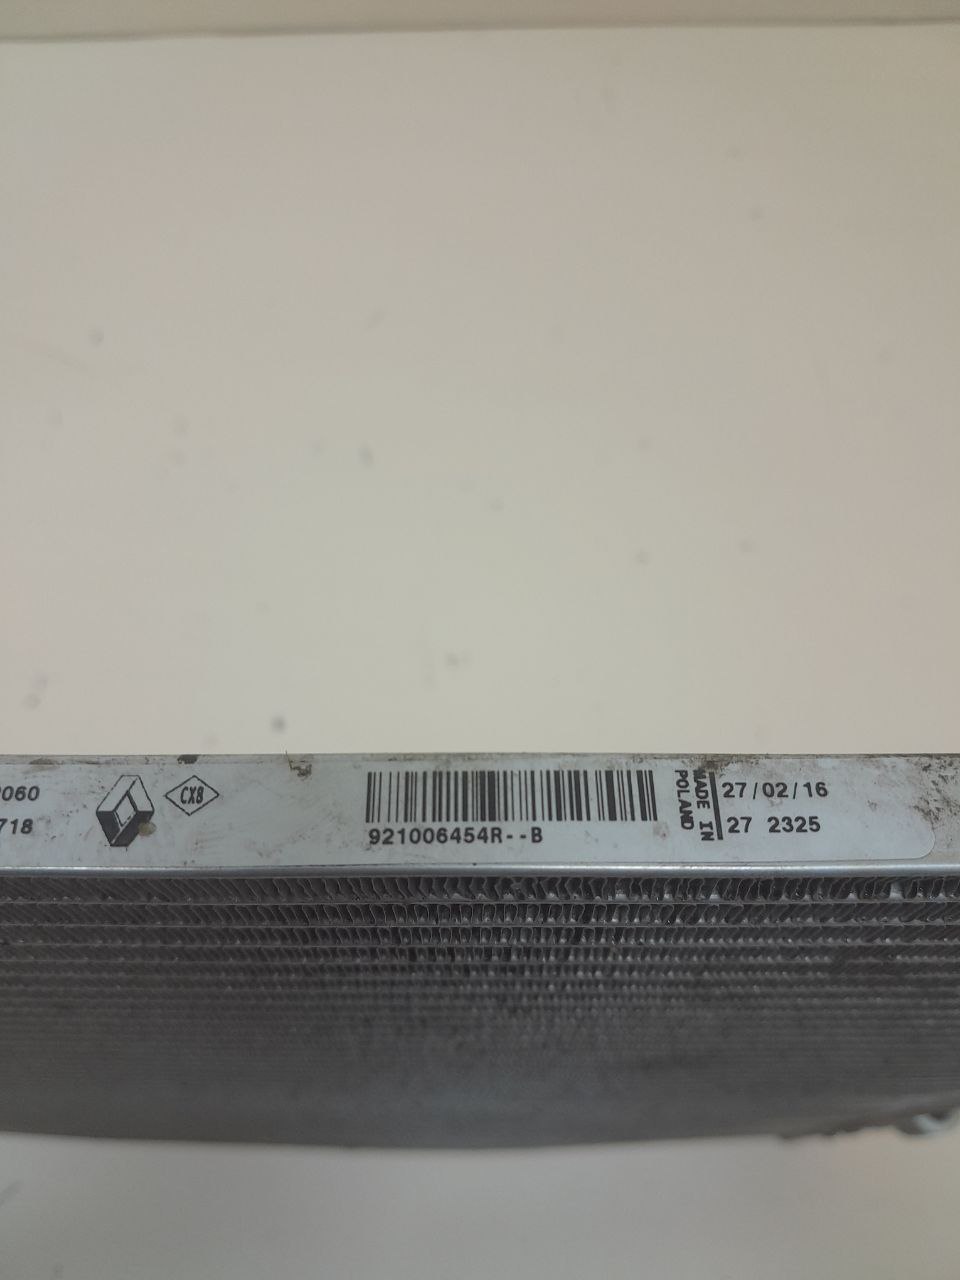 060
718
CX8
921006454R--B
MADE IN
POLAND
27/02/16
27 2325